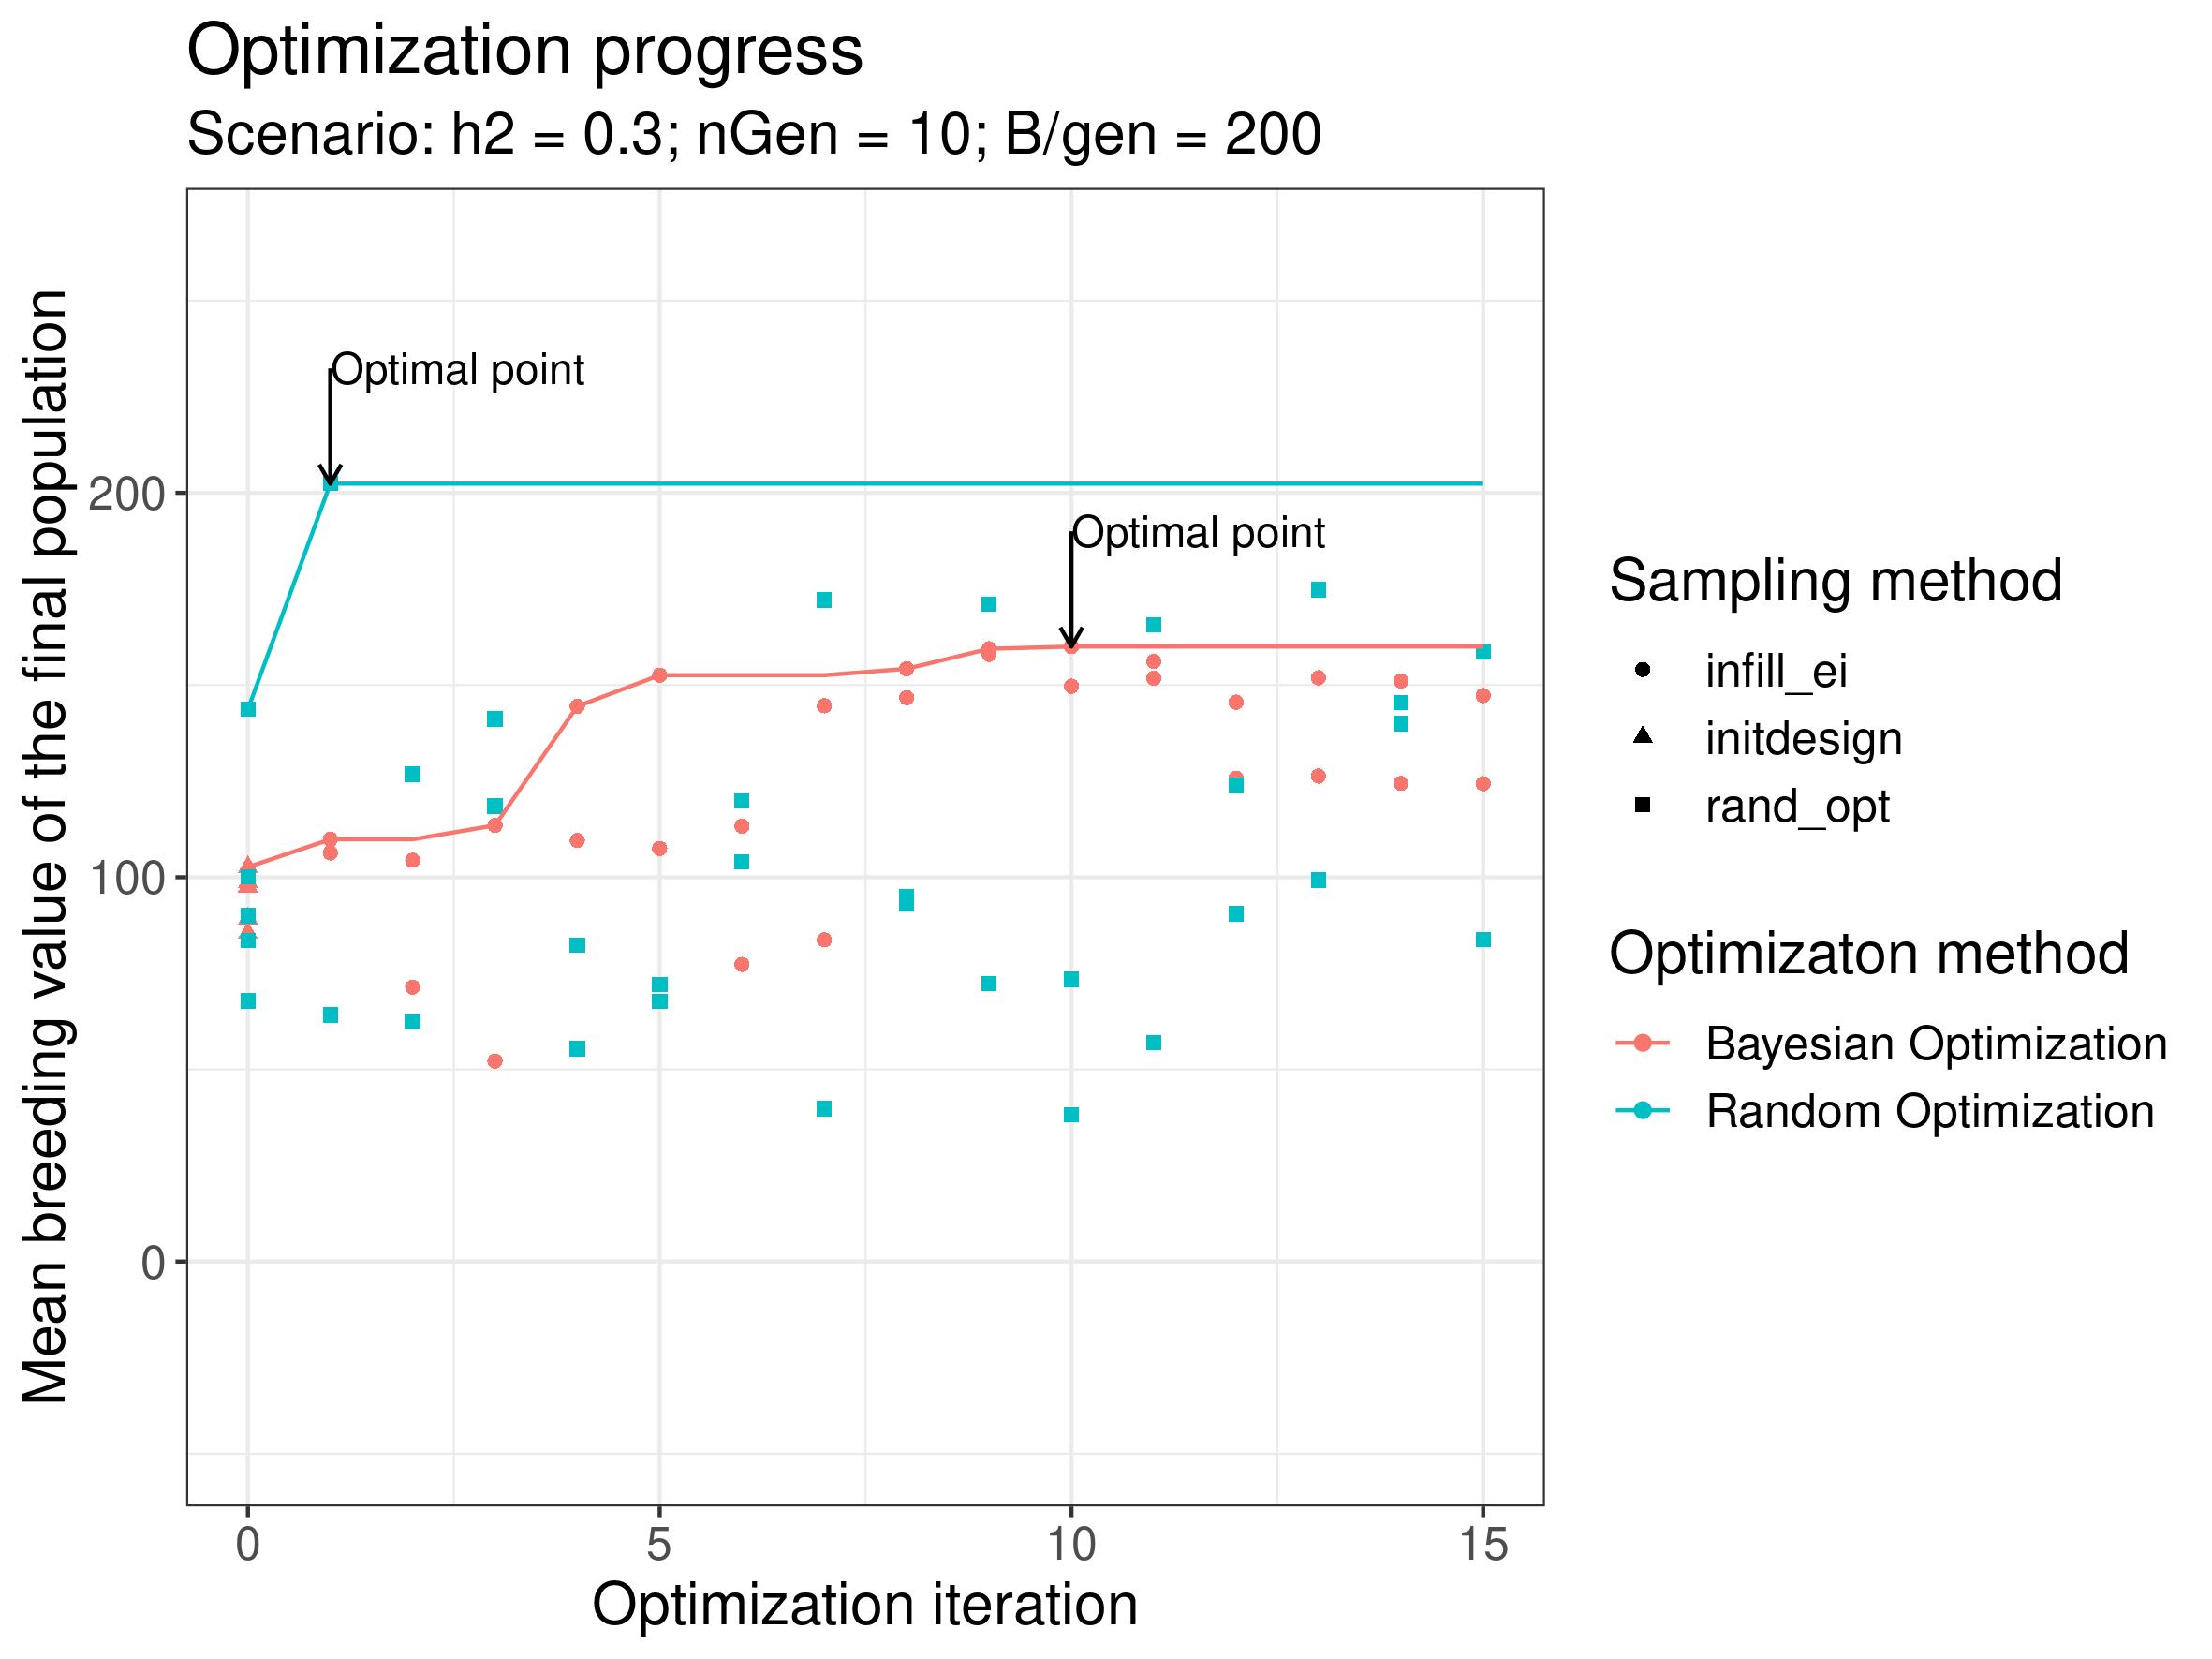 Optimization progress
Scenario: h2 = 0.3; nGen = 10; B/gen = 200
Mean breeding value of the final population
200
100
0
Optimal point
Optimal point
0
5
10
15
Optimization iteration
Sampling method
infill_ei
initdesign
rand_opt
Optimizaton method
Bayesian Optimization
Random Optimization